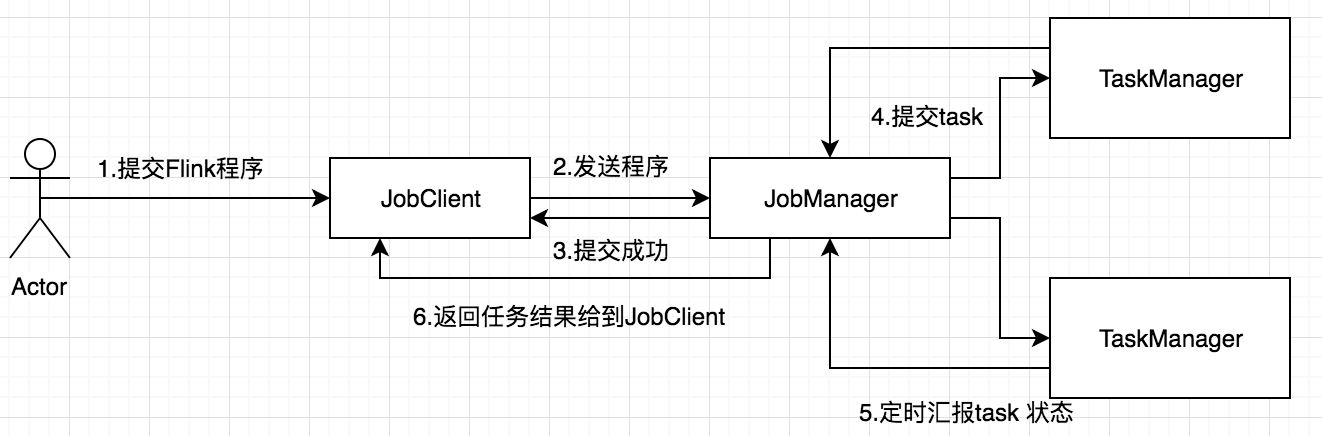 TaskManager
4.提交task
1.提交Flink程序
2.发送程序
JobClient
JobManager
3.提交成功
Actor
6.返回任务结果给到JobClient
TaskManager
5.定时汇报task 状态